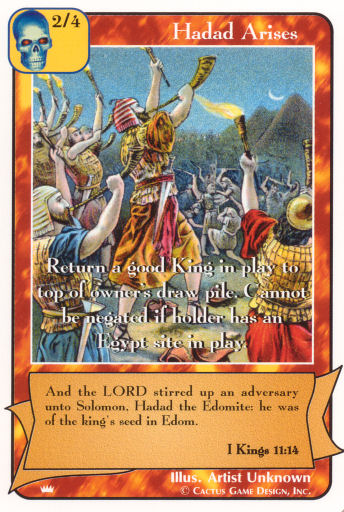 2/4
Hadad Arises
Return a good King in play to
top of owner's draw pile. Cannot
be negated if holder has an
Egypt site in play.
And the LORD stirred up an adversary
unto Solomon, Hadad the Edomite: he was
of the king's seed in Edom.
I Kings 11:14
Illus. Artist Unknown
© CACTUS GAME DESIGN, INC.